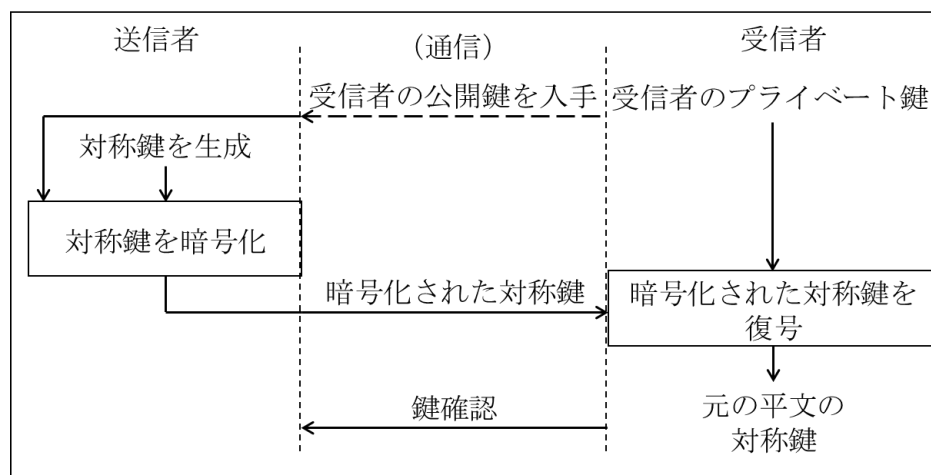 送信者
（通信）
受信者
受信者の公開鍵を入手
受信者のプライベート鍵
対称鍵を生成
対称鍵を暗号化
暗号化された対称鍵
暗号化された対称鍵を
復号
鍵確認
元の平文の
対称鍵